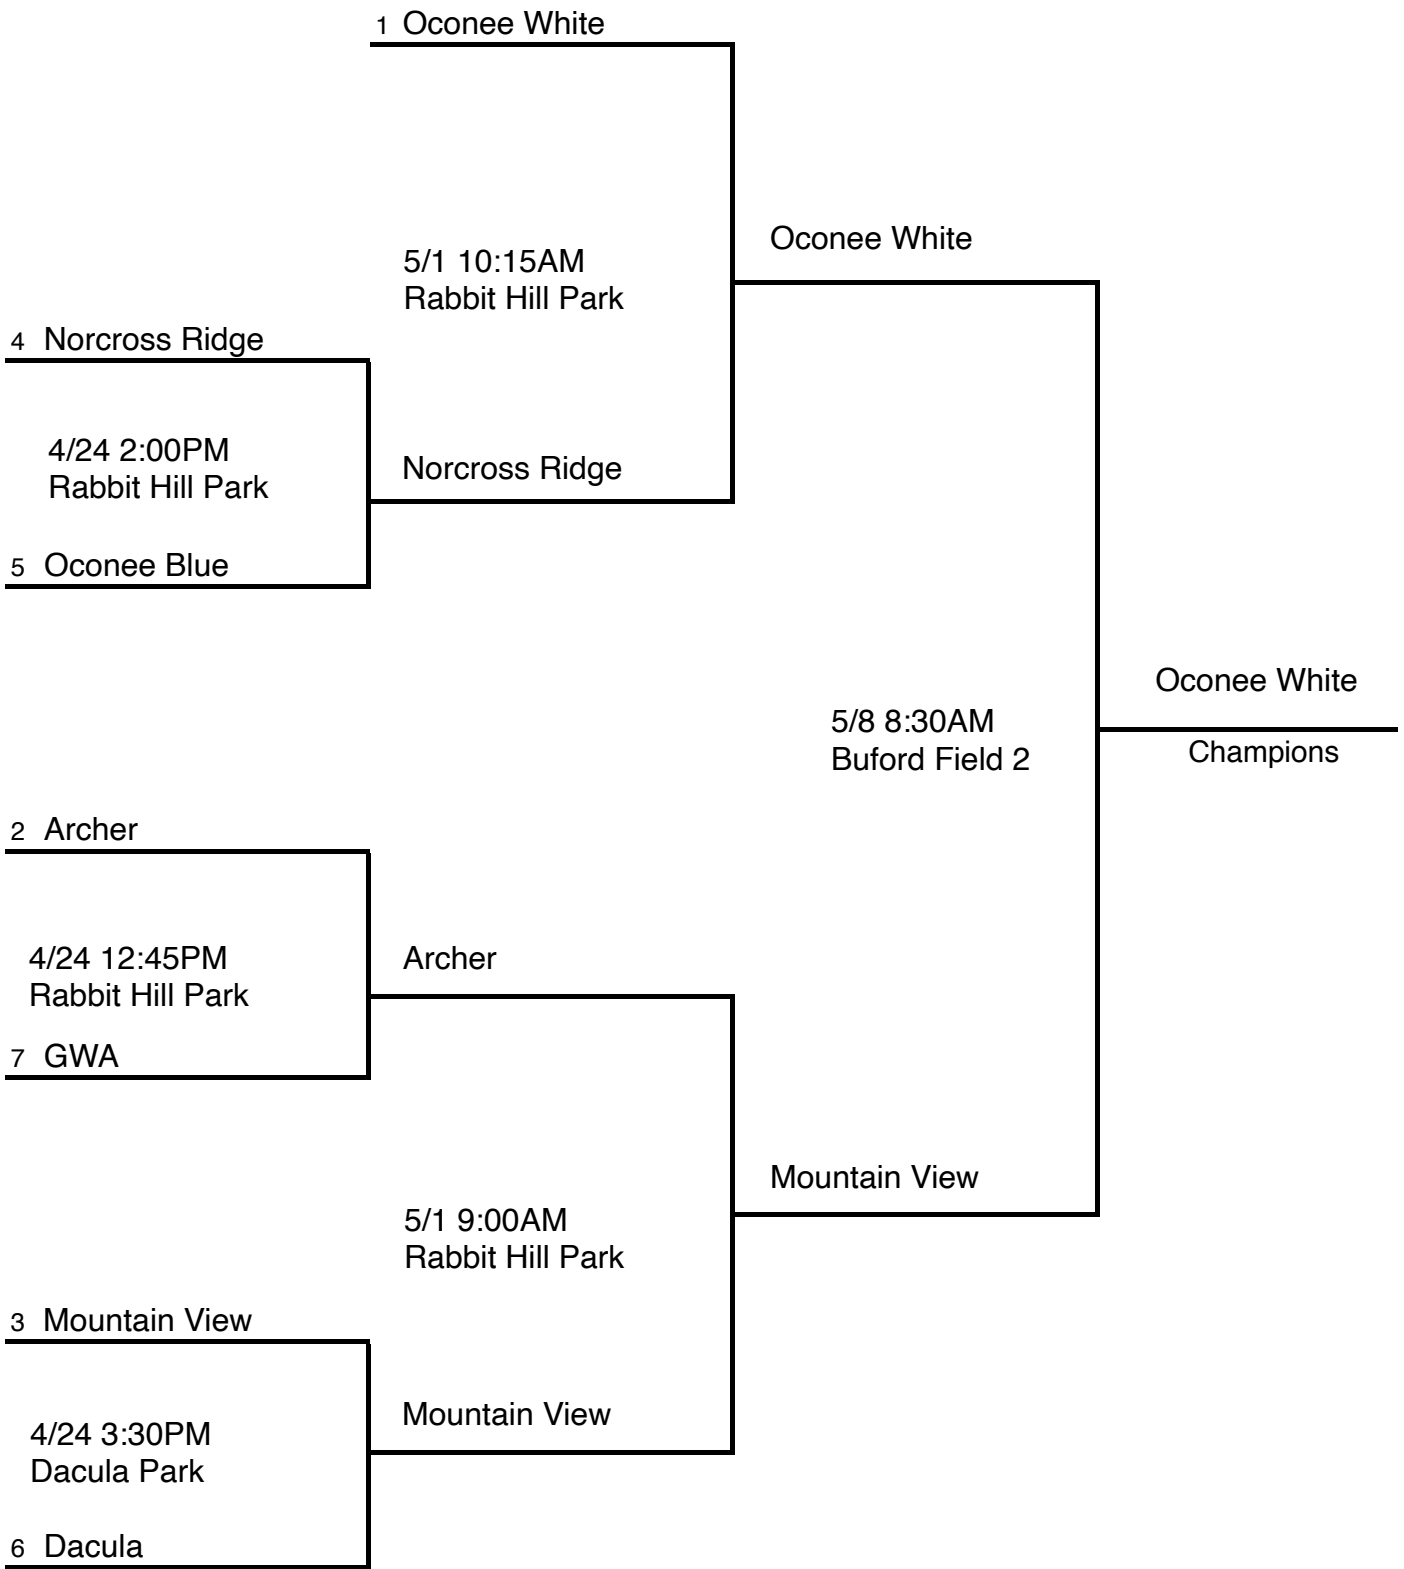 1 Oconee White
Oconee White
5/1 10:15AM
Rabbit Hill Park
4 Norcross Ridge
4/24 2:00PM
Rabbit Hill Park
Norcross Ridge
5 Oconee Blue
Oconee White
Champions
5/8 8:30AM
Buford Field 2
2 Archer
4/24 12:45PM
Rabbit Hill Park
Archer
7 GWA
Mountain View
5/1 9:00AM
Rabbit Hill Park
3 Mountain View
Mountain View
4/24 3:30PM
Dacula Park
6 Dacula